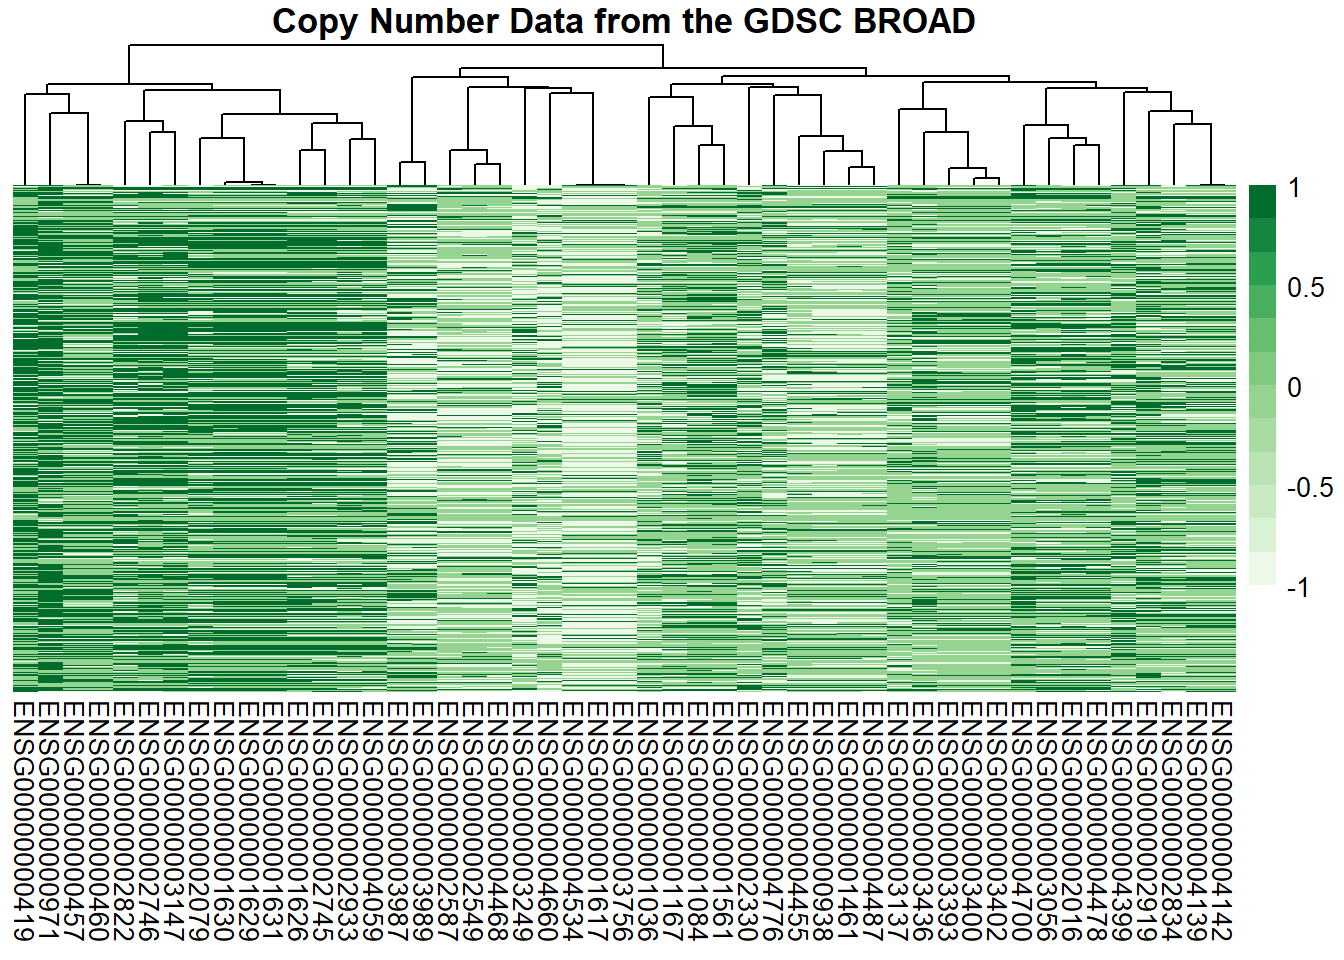 Copy Number Data from the GDSC BROAD
1
0.5
0
-0.5
-1
ENSG00000000419
ENSG00000000971
ENSG00000000457
ENSG00000000460
ENSG00000002822
ENSG00000002746
ENSG00000003147
ENSG00000002079
ENSG00000001630
ENSG00000001629
ENSG00000001631
ENSG00000001626
ENSG00000002745
ENSG00000002933
ENSG00000004059
ENSG00000003987
ENSG00000003989
ENSG00000002587
ENSG00000002549
ENSG00000004468
ENSG00000003249
ENSG00000004660
ENSG00000004534
ENSG00000001617
ENSG00000003756
ENSG00000001036
ENSG00000001167
ENSG00000001084
ENSG00000001561
ENSG00000002330
ENSG00000004776
ENSG00000004455
ENSG00000000938
ENSG00000001461
ENSG00000004487
ENSG00000003137
ENSG00000003436
ENSG00000003393
ENSG00000003400
ENSG00000003402
ENSG00000004700
ENSG00000003056
ENSG00000002016
ENSG00000004478
ENSG00000004399
ENSG00000002919
ENSG00000002834
ENSG00000004139
ENSG00000004142